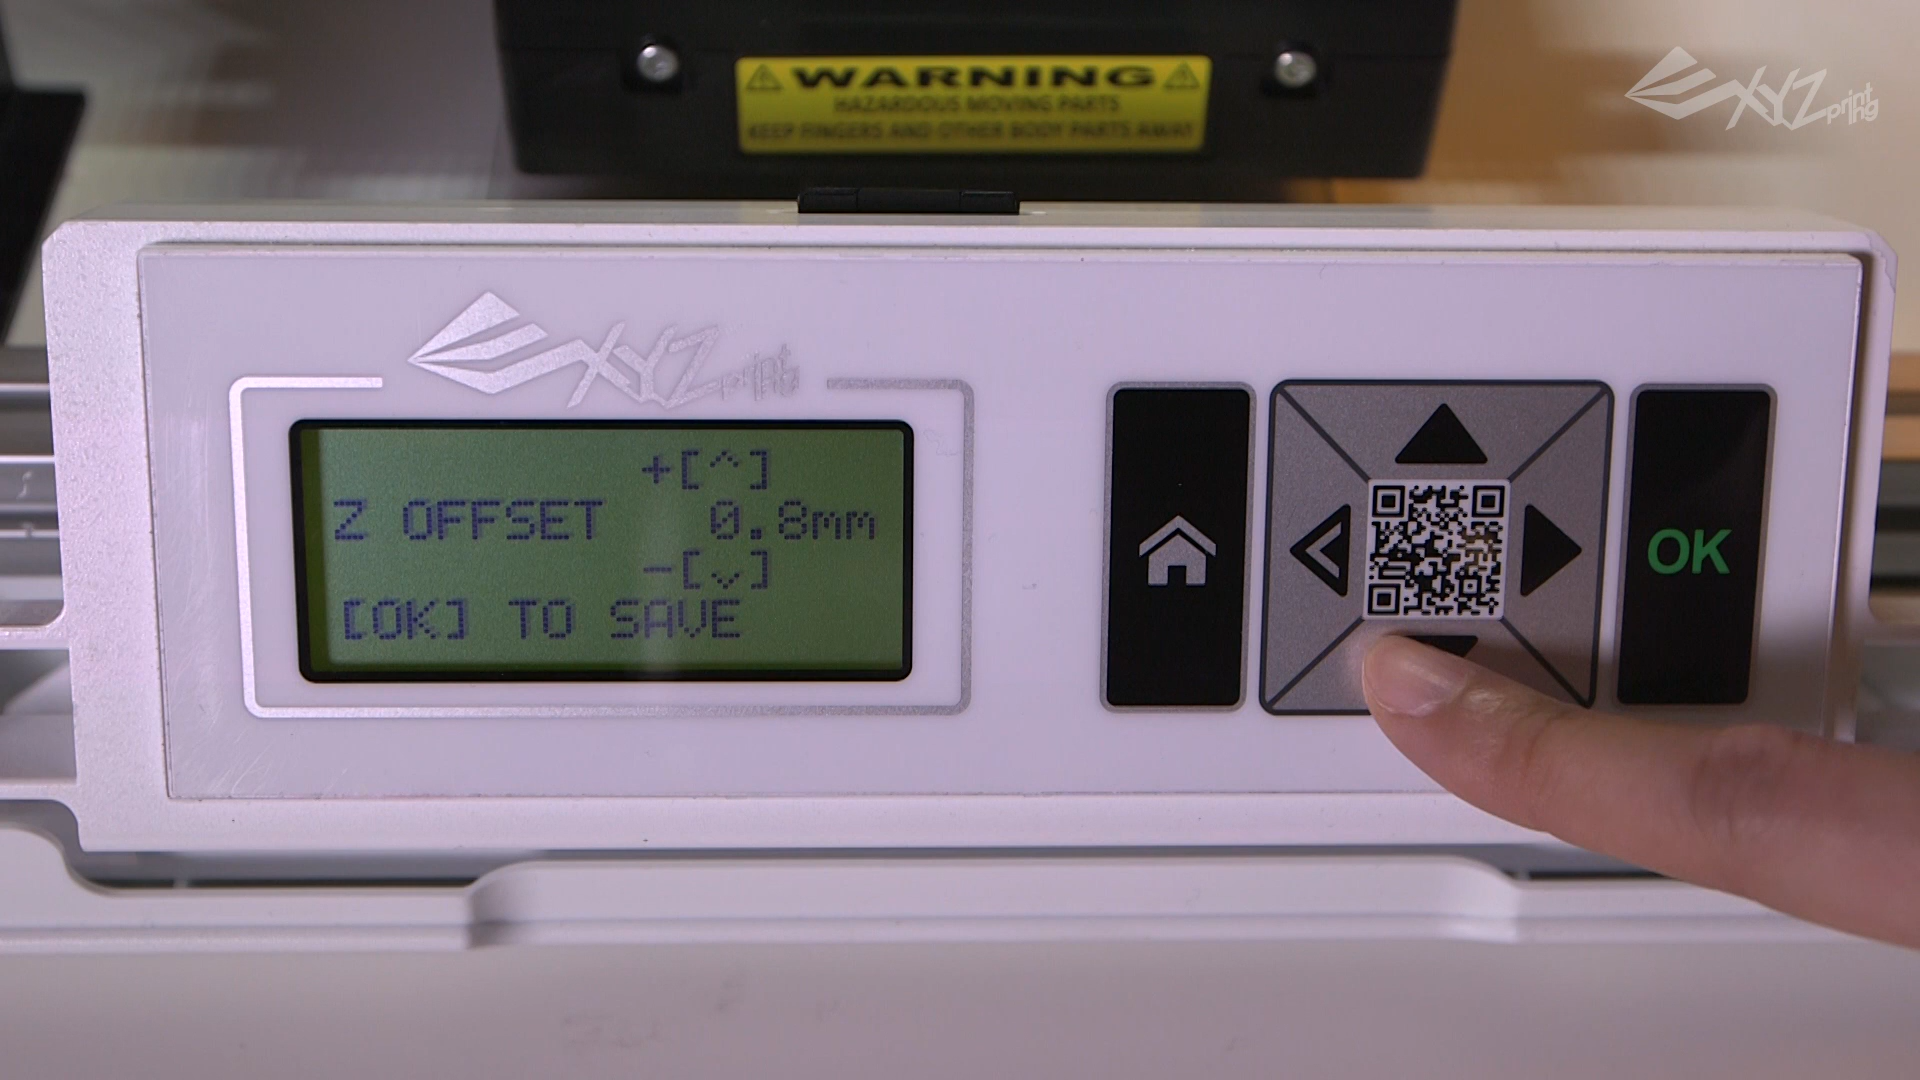 WARNING
HAZARDOUS MOVING PARTS
KEEP FINGERS AND OTHER BODY PARTS AWAY
XYZprinting
XYZprint
+[^]
Z OFFSET 0.8mm
-[v]
[OK] TO SAVE
OK